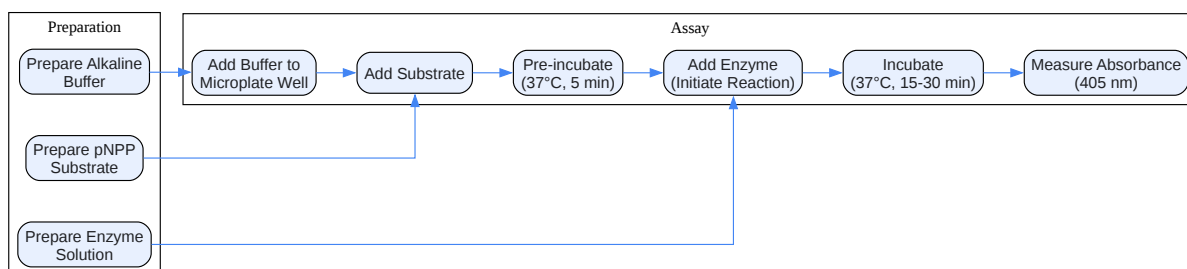 Preparation
Prepare Alkaline
Buffer
Prepare pNPP
Substrate
Prepare Enzyme
Solution
Assay
Add Buffer to
Microplate Well
Add Substrate
Pre-incubate
(37°C, 5 min)
Add Enzyme
(Initiate Reaction)
Incubate
(37°C, 15-30 min)
Measure Absorbance
(405 nm)